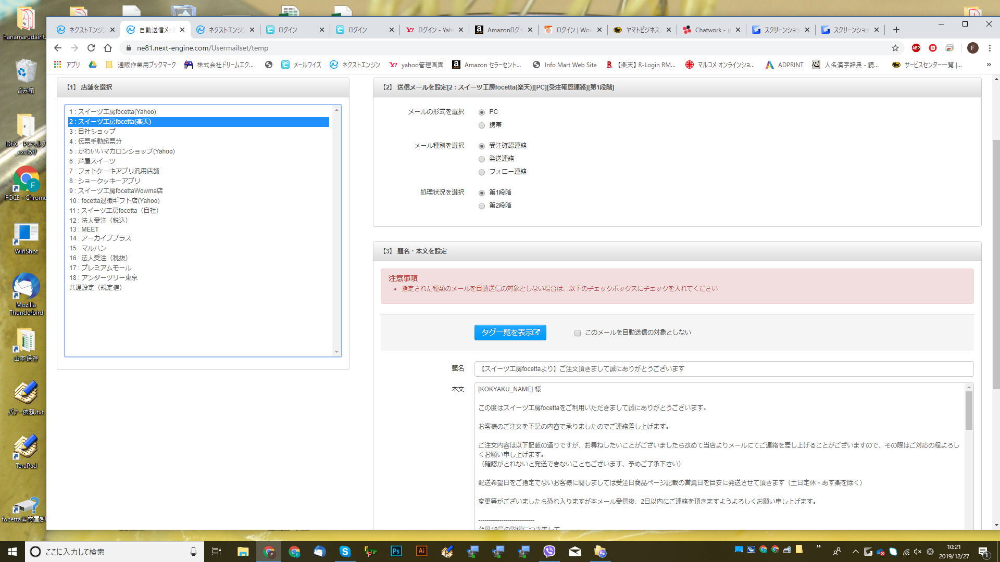 ネクストエンジ
自動送信メー
ネクストエンジ
ログイン
ログイン
ログイン - Yah
Amazonログイ
ログイン | Wow
ヤマトビジネス
Chatwork -
スクリーンショ
スクリーンショ
ne81.next-engine.com/Usermailset/temp
アプリ
通販作業用ブックマーク
株式会社ドリームエク...
メールワイズ
ネクストエンジン
yahoo管理画面
Amazon セラーセント...
Info Mart Web Site
【楽天】R-Login RM...
マルコメ オンラインショ...
ADPRINT
人名漢字辞典 - 読...
サービスセンター一覧 |...
hanamarudairit
ごみ箱
DEX PCヘルプ
_exeあり
FOCE - Chrome
WinShot
Mozilla
Thunderbird
山本保存
バナー依頼.txt
TeraPad
focetta素材置き
【1】 店舗を選択
1 : スイーツ工房focetta(Yahoo)
2 : スイーツ工房focetta(楽天)
3 : 自社ショップ
4 : 伝票手動起票分
5 : かわいいマカロンショップ(Yahoo)
6 : 芦屋スイーツ
7 : フォトケーキアプリ汎用店舗
8 : ショークッキーアプリ
9 : スイーツ工房focettaWowma店
10 : focetta退職ギフト店(Yahoo)
11 : スイーツ工房focetta（自社）
12 : 法人受注（税込）
13 : MEET
14 : アーカイブプラス
15 : マルハン
16 : 法人受注（税抜）
17 : プレミアムモール
18 : アンダーツリー東京
共通設定（規定値）
【2】 送信メールを設定[2 : スイーツ工房focetta(楽天)][PC][受注確認連絡][第1段階]
メールの形式を選択
PC
携帯
メール種別を選択
受注確認連絡
発送連絡
フォロー連絡
処理状況を選択
第1段階
第2段階
【3】 題名・本文を設定
注意事項
• 指定された種類のメールを自動送信の対象としない場合は、以下のチェックボックスにチェックを入れてください
タグ一覧を表示
このメールを自動送信の対象としない
題名
【スイーツ工房focettaより】ご注文頂きまして誠にありがとうございます
本文
[KOKYAKU_NAME] 様
この度はスイーツ工房focettaをご利用いただきまして誠にありがとうございます。
お客様のご注文を下記の内容で承りましたのでご連絡差し上げます。
ご注文内容は以下記載の通りですが、お尋ねしたいことがございましたら改めて当店よりメールにてご連絡を差し上げることがございますので、その際はご対応の程よろし
くお願い申し上げます。
（確認がとれないと発送できないこともございます、予めご了承下さい）
配送希望日をご指定でないお客様に関しましては受注日商品ページ記載の営業日を目安に発送させて頂きます（土日定休・あす楽を除く）
変更等がございましたら恐れ入りますが本メール受信後、2日以内にご連絡を頂きますようよろしくお願い申し上げます。
---------------------------
台風19号の影響につきまして
ここに入力して検索
10:21
2019/12/27